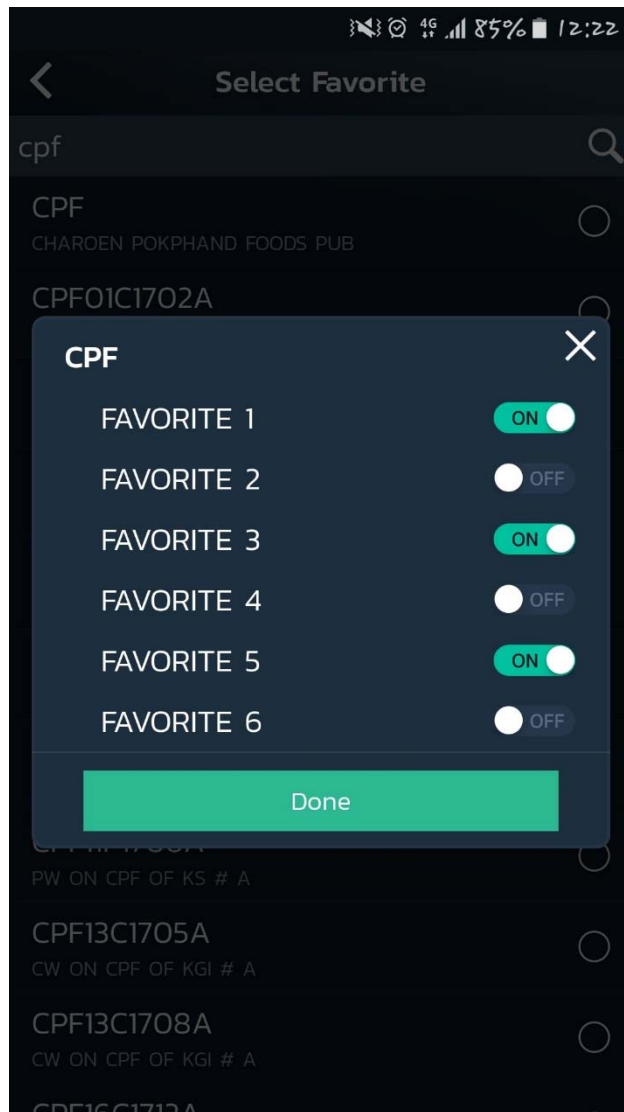 4G 85% 12:22
Select Favorite
cpf
CPF
CHAROEN POKPHAND FOODS PUB
CPF01C1702A
CPF
FAVORITE 1 ON
FAVORITE 2 OFF
FAVORITE 3 ON
FAVORITE 4 OFF
FAVORITE 5 ON
FAVORITE 6 OFF
Done
PW ON CPF OF KS # A
CPF13C1705A
CW ON CPF OF KGI # A
CPF13C1708A
CW ON CPF OF KGI # A